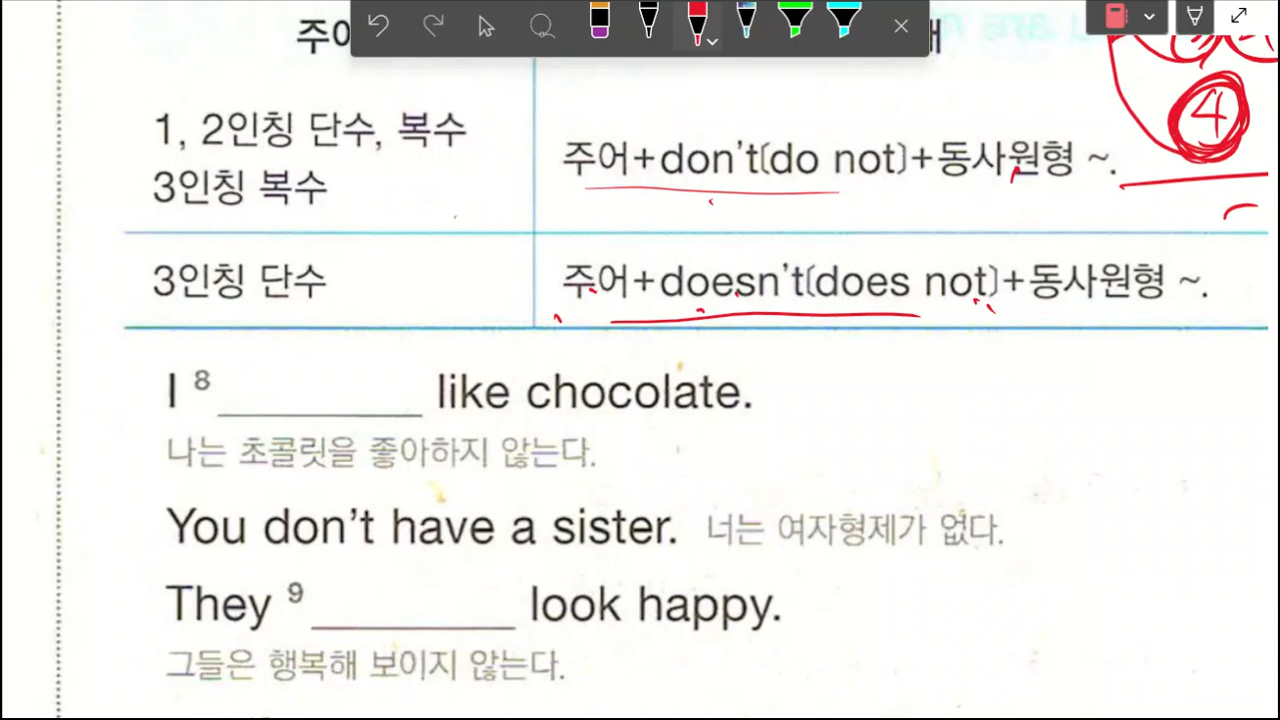 주어
1, 2인칭 단수, 복수
3인칭 복수
주어+don't(do not)+동사원형 ~.
④
3인칭 단수
주어+doesn't(does not)+동사원형 ~.
I 8 ________ like chocolate.
나는 초콜릿을 좋아하지 않는다.
You don't have a sister. 너는 여자형제가 없다.
They 9 ________ look happy.
그들은 행복해 보이지 않는다.